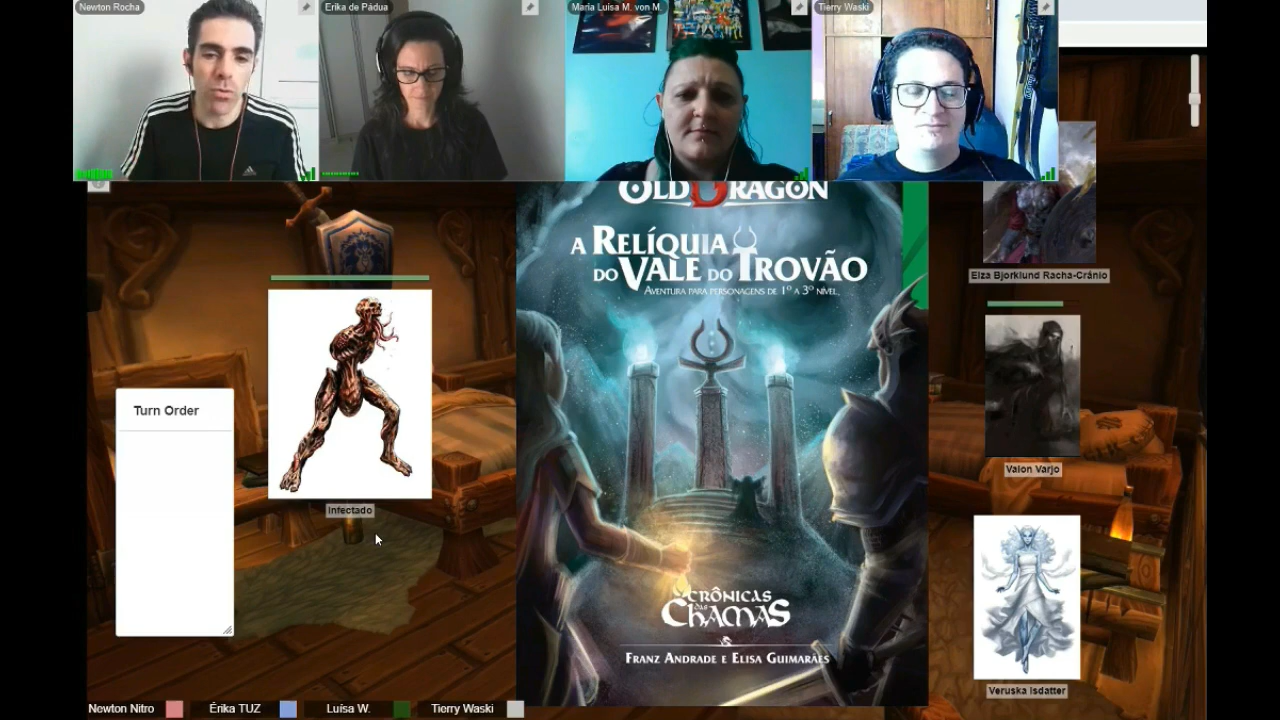 Newton Rocha
Erika de Pádua
Maria Luisa M. von M.
Tierry Waski
OLD DRAGON
A RELÍQUIA
DO VALE DO TROVÃO
AVENTURA PARA PERSONAGENS DE 1º A 3º NÍVEL
Elza Bjorklund Racha-Crânio
Turn Order
Valon Varjo
Infectado
CRÔNICAS
DAS
CHAMAS
FRANZ ANDRADE E ELISA GUIMARÃES
Veruska Isdatter
Newton Nitro
Érika TUZ
Luísa W.
Tierry Waski
adidas